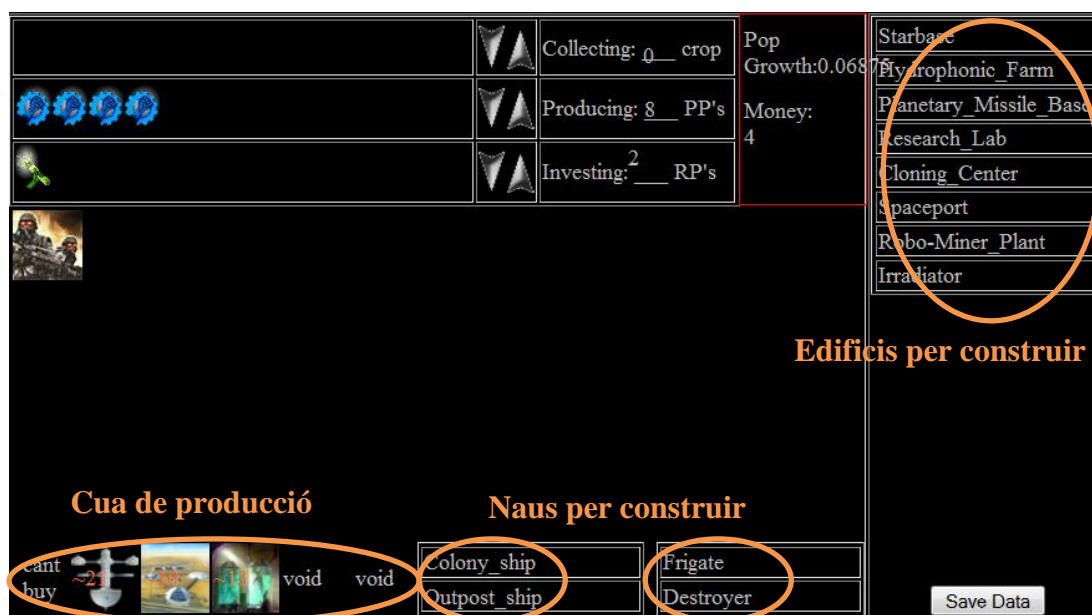 Collecting: 0 crop
Producing: 8 PP's
Investing: 2 RP's
Pop
Growth:0.06875
Money:
4
Starbase
Hydrophonic_Farm
Planetary_Missile_Base
Research_Lab
Cloning_Center
Spaceport
Robo-Miner_Plant
Irradiator
Edificis per construir
Cua de producció
Naus per construir
cant
buy
~21
void
void
Colony_ship
Outpost_ship
Frigate
Destroyer
Save Data